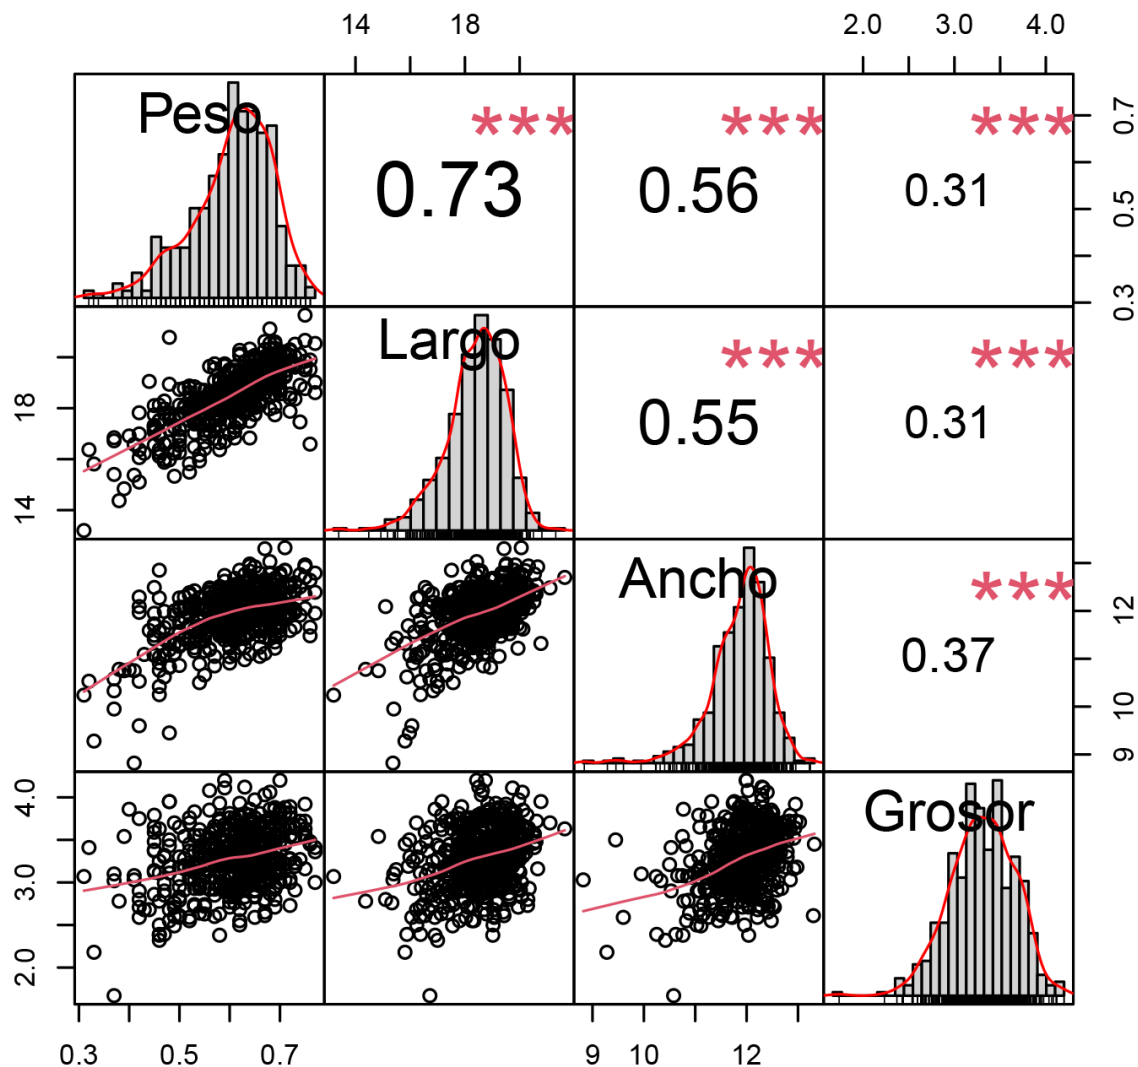 14 18 2.0 3.0 4.0
Peso *** *** ***
0.73 0.56 0.31
0.3 0.5 0.7
Largo *** ***
0.55 0.31
14 18
Ancho ***
0.37
9 10 12
Grosor
2.0 3.0 4.0
0.3 0.5 0.7 9 10 12